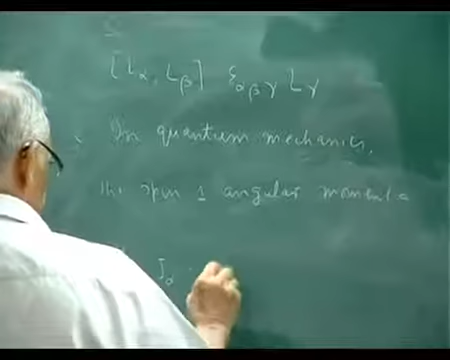 [L_α, L_β] ε_αβγ L_γ
In quantum mechanics,
the spin 1 angular momenta
J_α